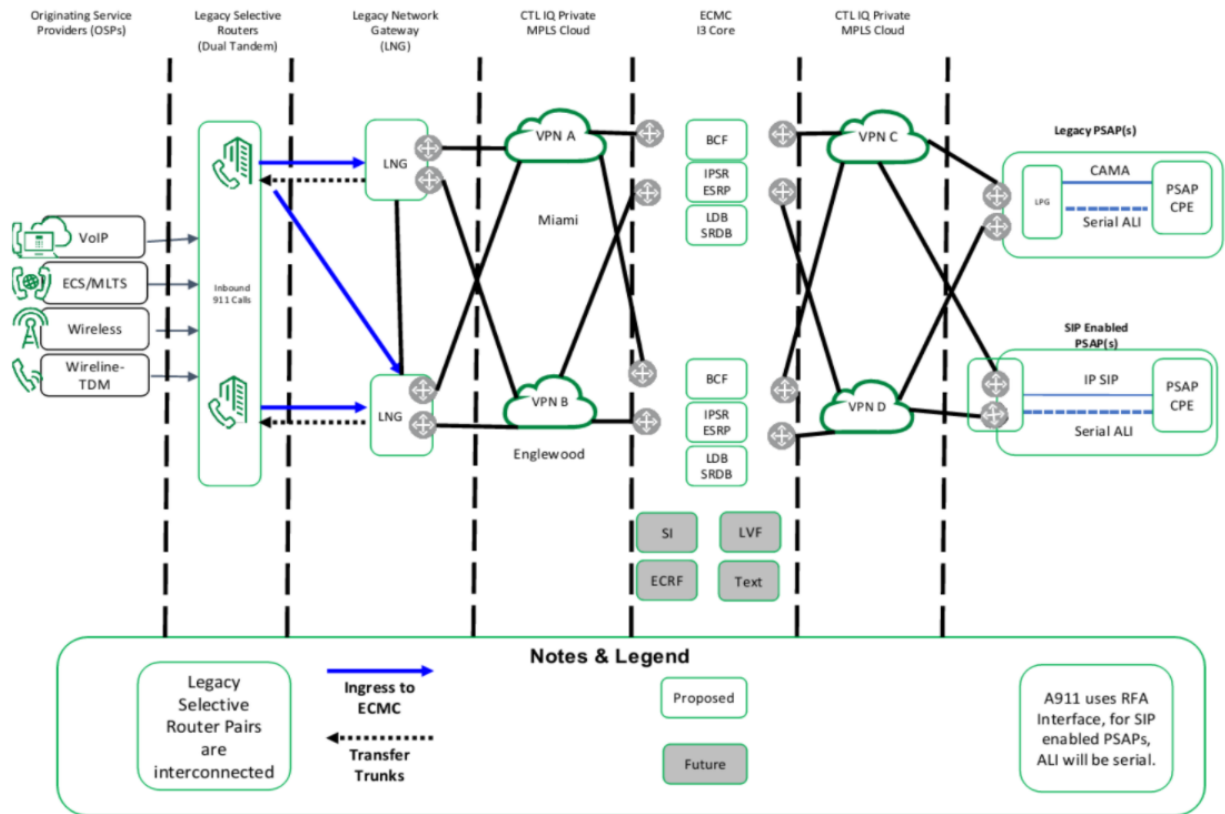 Originating Service
Providers (OSPs)
Legacy Selective
Routers
(Dual Tandem)
Legacy Network
Gateway
(LNG)
CTL IQ Private
MPLS Cloud
ECMC
I3 Core
CTL IQ Private
MPLS Cloud
VoIP
ECS/MLTS
Wireless
Wireline-
TDM
Inbound
911 Calls
LNG
LNG
VPN A
Miami
VPN B
Englewood
BCF
IPSR
ESRP
LDB
SRDB
BCF
IPSR
ESRP
LDB
SRDB
SI
LVF
ECRF
Text
VPN C
VPN D
Legacy PSAP(s)
LPG
CAMA
Serial ALI
PSAP
CPE
SIP Enabled
PSAP(s)
IP SIP
Serial ALI
PSAP
CPE
Notes & Legend
Legacy
Selective
Router Pairs
are
interconnected
Ingress to
ECMC
Transfer
Trunks
Proposed
Future
A911 uses RFA
Interface, for SIP
enabled PSAPs,
ALI will be serial.